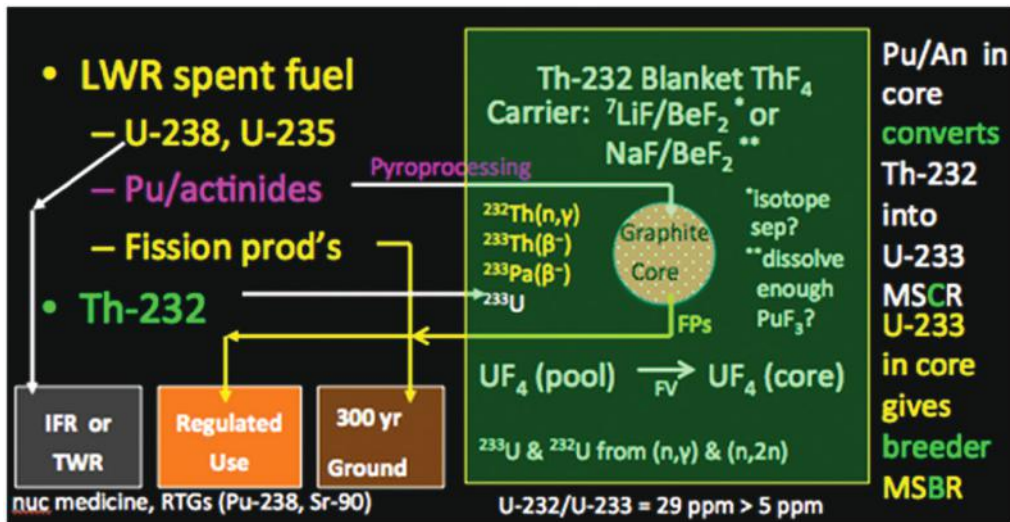 • LWR spent fuel
– U-238, U-235
– Pu/actinides
– Fission prod's
• Th-232
Pyroprocessing
Th-232 Blanket ThF₄
Carrier: ⁷LiF/BeF₂ * or
NaF/BeF₂ **
²³²Th(n,γ)
²³³Th(β⁻)
²³³Pa(β⁻)
²³³U
Graphite
Core
FPs
*isotope
sep?
**dissolve
enough
PuF₃?
UF₄ (pool) → UF₄ (core)
FV
²³³U & ²³²U from (n,γ) & (n,2n)
IFR or
TWR
Regulated
Use
300 yr
Ground
nuc medicine, RTGs (Pu-238, Sr-90)
U-232/U-233 = 29 ppm > 5 ppm
Pu/An in
core
converts
Th-232
into
U-233
MSCR
U-233
in core
gives
breeder
MSBR